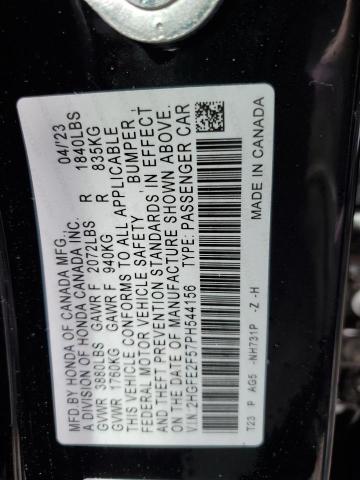 MFD. BY HONDA OF CANADA MFG., 04/'23
A DIVISION OF HONDA CANADA INC.
GVWR 3880LBS GAWR F 2072LBS R 1840LBS
GVWR 1760KG GAWR F 940KG R 835KG
THIS VEHICLE CONFORMS TO ALL APPLICABLE
FEDERAL MOTOR VEHICLE SAFETY, BUMPER,
AND THEFT PREVENTION STANDARDS IN EFFECT
ON THE DATE OF MANUFACTURE SHOWN ABOVE.
V.I.N. 2HGFE2F57PH544156 TYPE: PASSENGER CAR
T23 P AG5 -NH731P -Z -H MADE IN CANADA